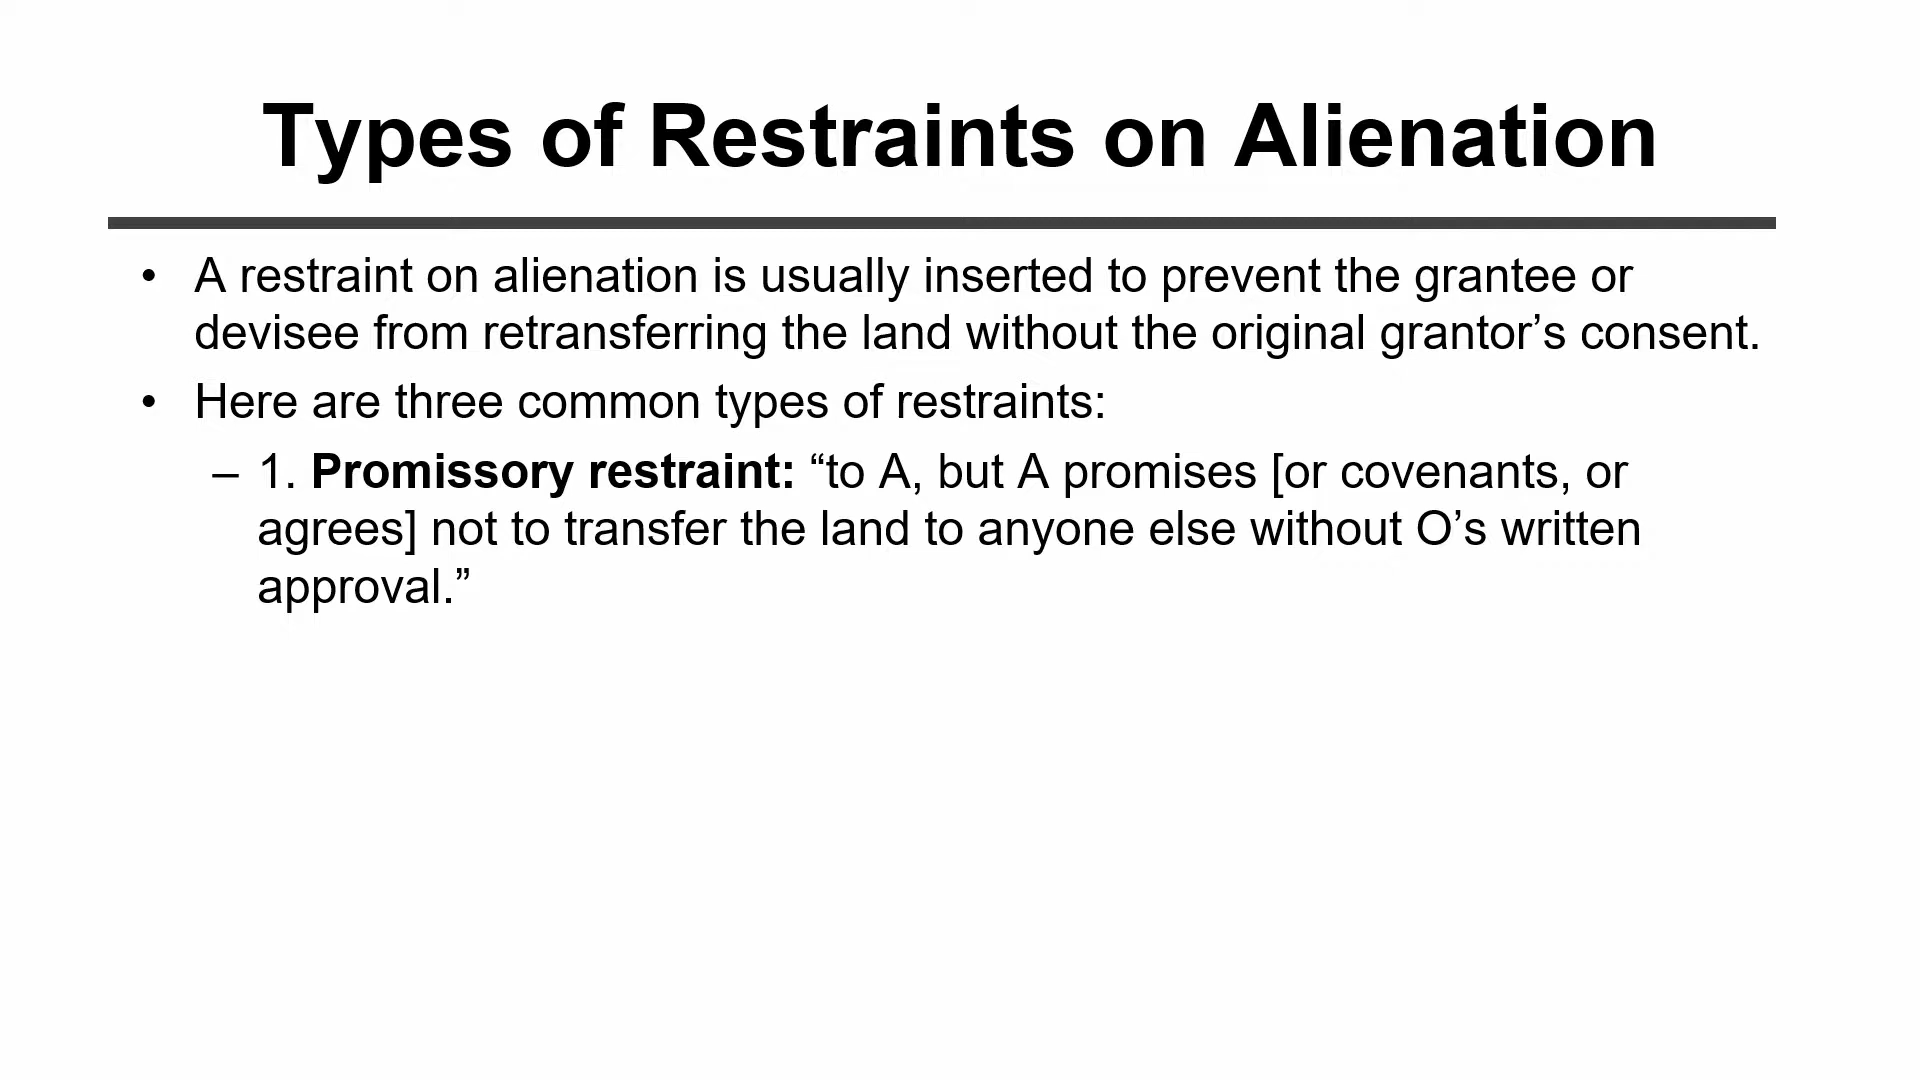 Types of Restraints on Alienation
• A restraint on alienation is usually inserted to prevent the grantee or
devisee from retransferring the land without the original grantor’s consent.
• Here are three common types of restraints:
– 1. Promissory restraint: “to A, but A promises [or covenants, or
agrees] not to transfer the land to anyone else without O’s written
approval.”